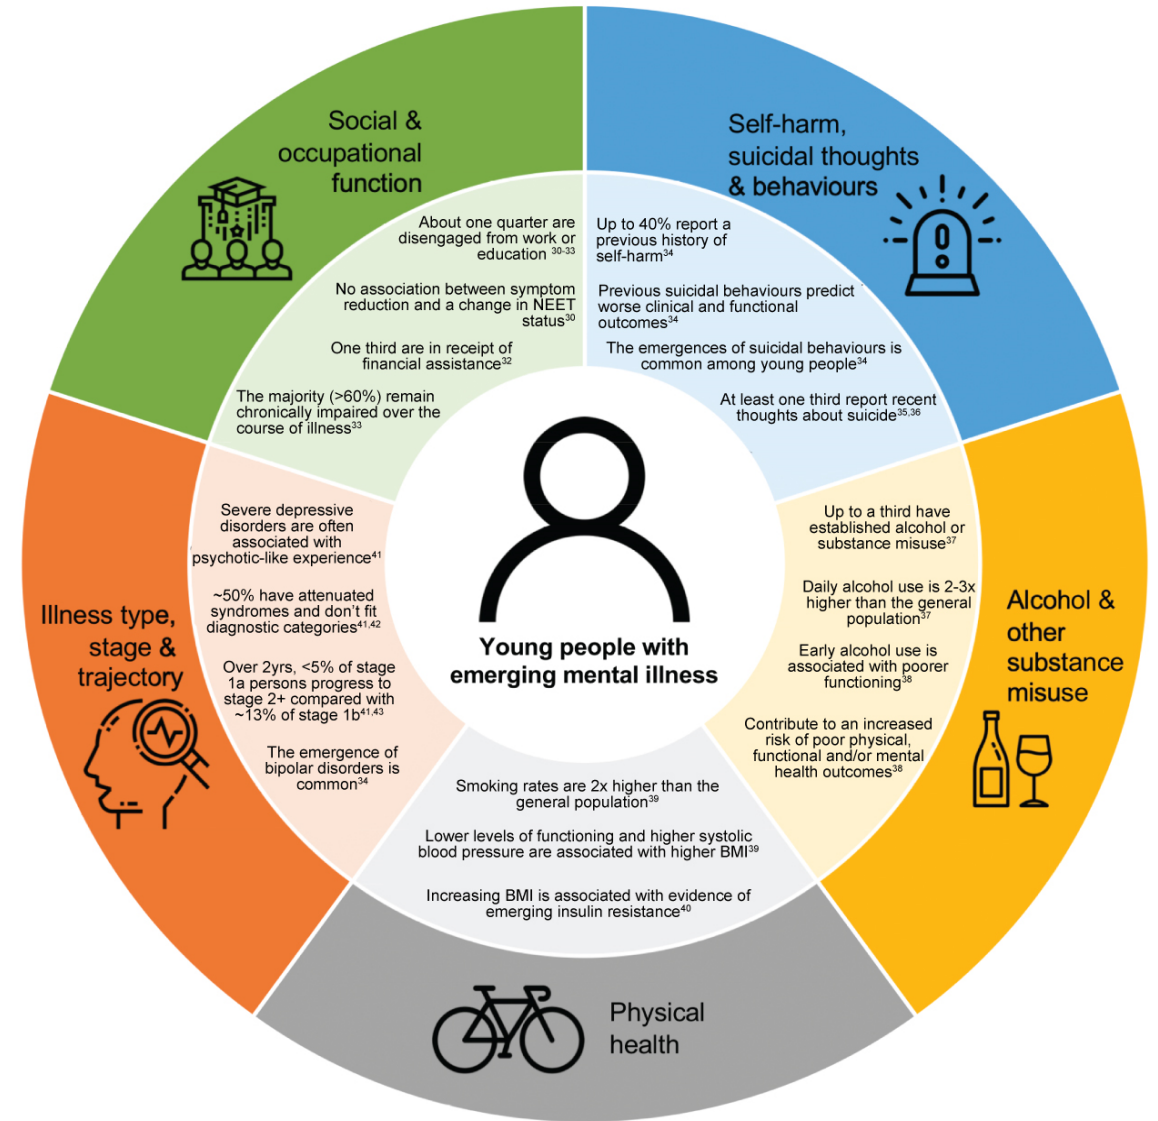 Social &
occupational
function
About one quarter are
disengaged from work or
education 30-33
No association between symptom
reduction and a change in NEET
status30
One third are in receipt of
financial assistance32
The majority (>60%) remain
chronically impaired over the
course of illness33
Self-harm,
suicidal thoughts
& behaviours
Up to 40% report a
previous history of
self-harm34
Previous suicidal behaviours predict
worse clinical and functional
outcomes34
The emergences of suicidal behaviours is
common among young people34
At least one third report recent
thoughts about suicide35,36
Alcohol &
other
substance
misuse
Up to a third have
established alcohol or
substance misuse37
Daily alcohol use is 2-3x
higher than the general
population37
Early alcohol use is
associated with poorer
functioning38
Contribute to an increased
risk of poor physical,
functional and/or mental
health outcomes38
Physical
health
Smoking rates are 2x higher than the
general population39
Lower levels of functioning and higher systolic
blood pressure are associated with higher BMI39
Increasing BMI is associated with evidence of
emerging insulin resistance40
Illness type,
stage &
trajectory
Severe depressive
disorders are often
associated with
psychotic-like experience41
~50% have attenuated
syndromes and don't fit
diagnostic categories41,42
Over 2yrs, <5% of stage
1a persons progress to
stage 2+ compared with
~13% of stage 1b41,43
The emergence of
bipolar disorders is
common34
Young people with
emerging mental illness